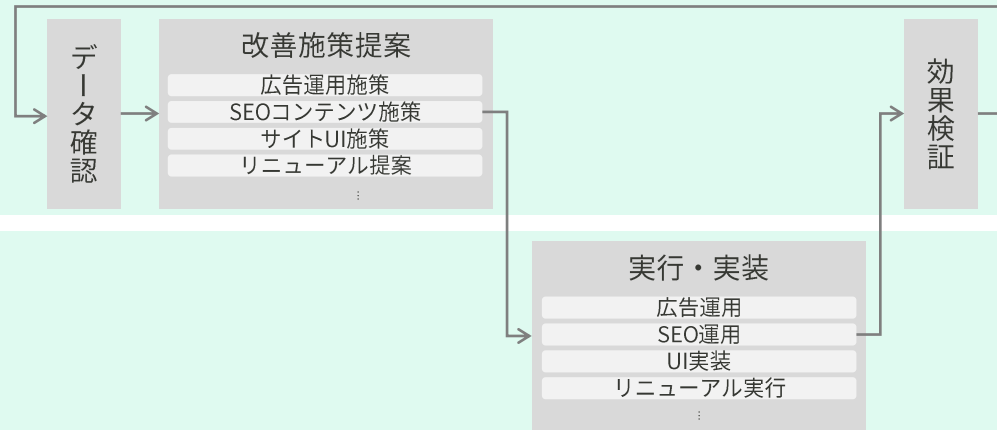 データ確認
改善施策提案
広告運用施策
SEOコンテンツ施策
サイトUI施策
リニューアル提案
⋮
効果検証
実行・実装
広告運用
SEO運用
UI実装
リニューアル実行
⋮